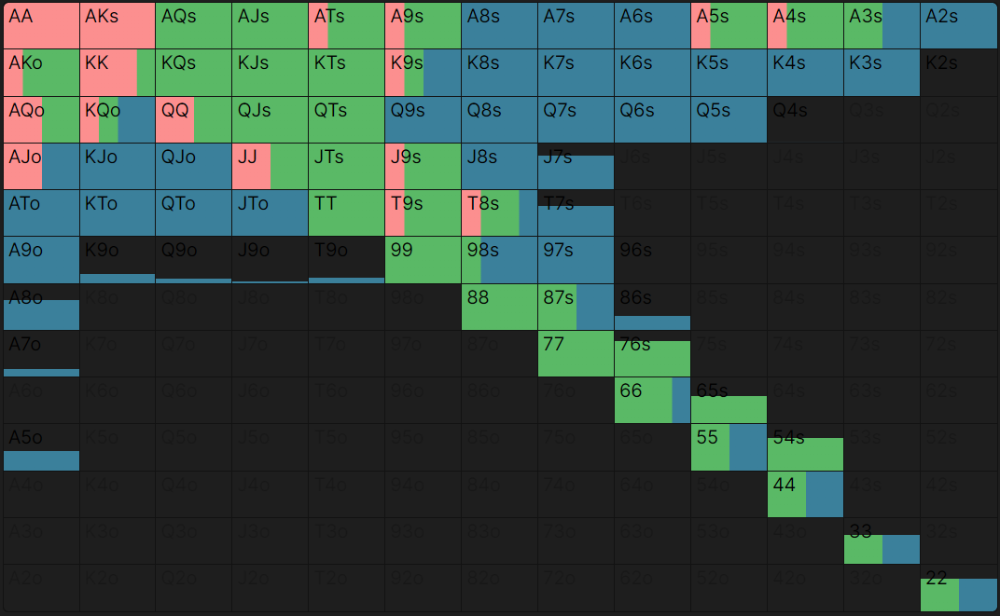 AA AKs AQs AJs ATs A9s A8s A7s A6s A5s A4s A3s A2s
AKo KK KQs KJs KTs K9s K8s K7s K6s K5s K4s K3s K2s
AQo KQo QQ QJs QTs Q9s Q8s Q7s Q6s Q5s Q4s Q3s Q2s
AJo KJo QJo JJ JTs J9s J8s J7s J6s J5s J4s J3s J2s
ATo KTo QTo JTo TT T9s T8s T7s T6s T5s T4s T3s T2s
A9o K9o Q9o J9o T9o 99 98s 97s 96s 95s 94s 93s 92s
A8o K8o Q8o J8o T8o 98o 88 87s 86s 85s 84s 83s 82s
A7o K7o Q7o J7o T7o 97o 87o 77 76s 75s 74s 73s 72s
A6o K6o Q6o J6o T6o 96o 86o 76o 66 65s 64s 63s 62s
A5o K5o Q5o J5o T5o 95o 85o 75o 65o 55 54s 53s 52s
A4o K4o Q4o J4o T4o 94o 84o 74o 64o 54o 44 43s 42s
A3o K3o Q3o J3o T3o 93o 83o 73o 63o 53o 43o 33 32s
A2o K2o Q2o J2o T2o 92o 82o 72o 62o 52o 42o 32o 22